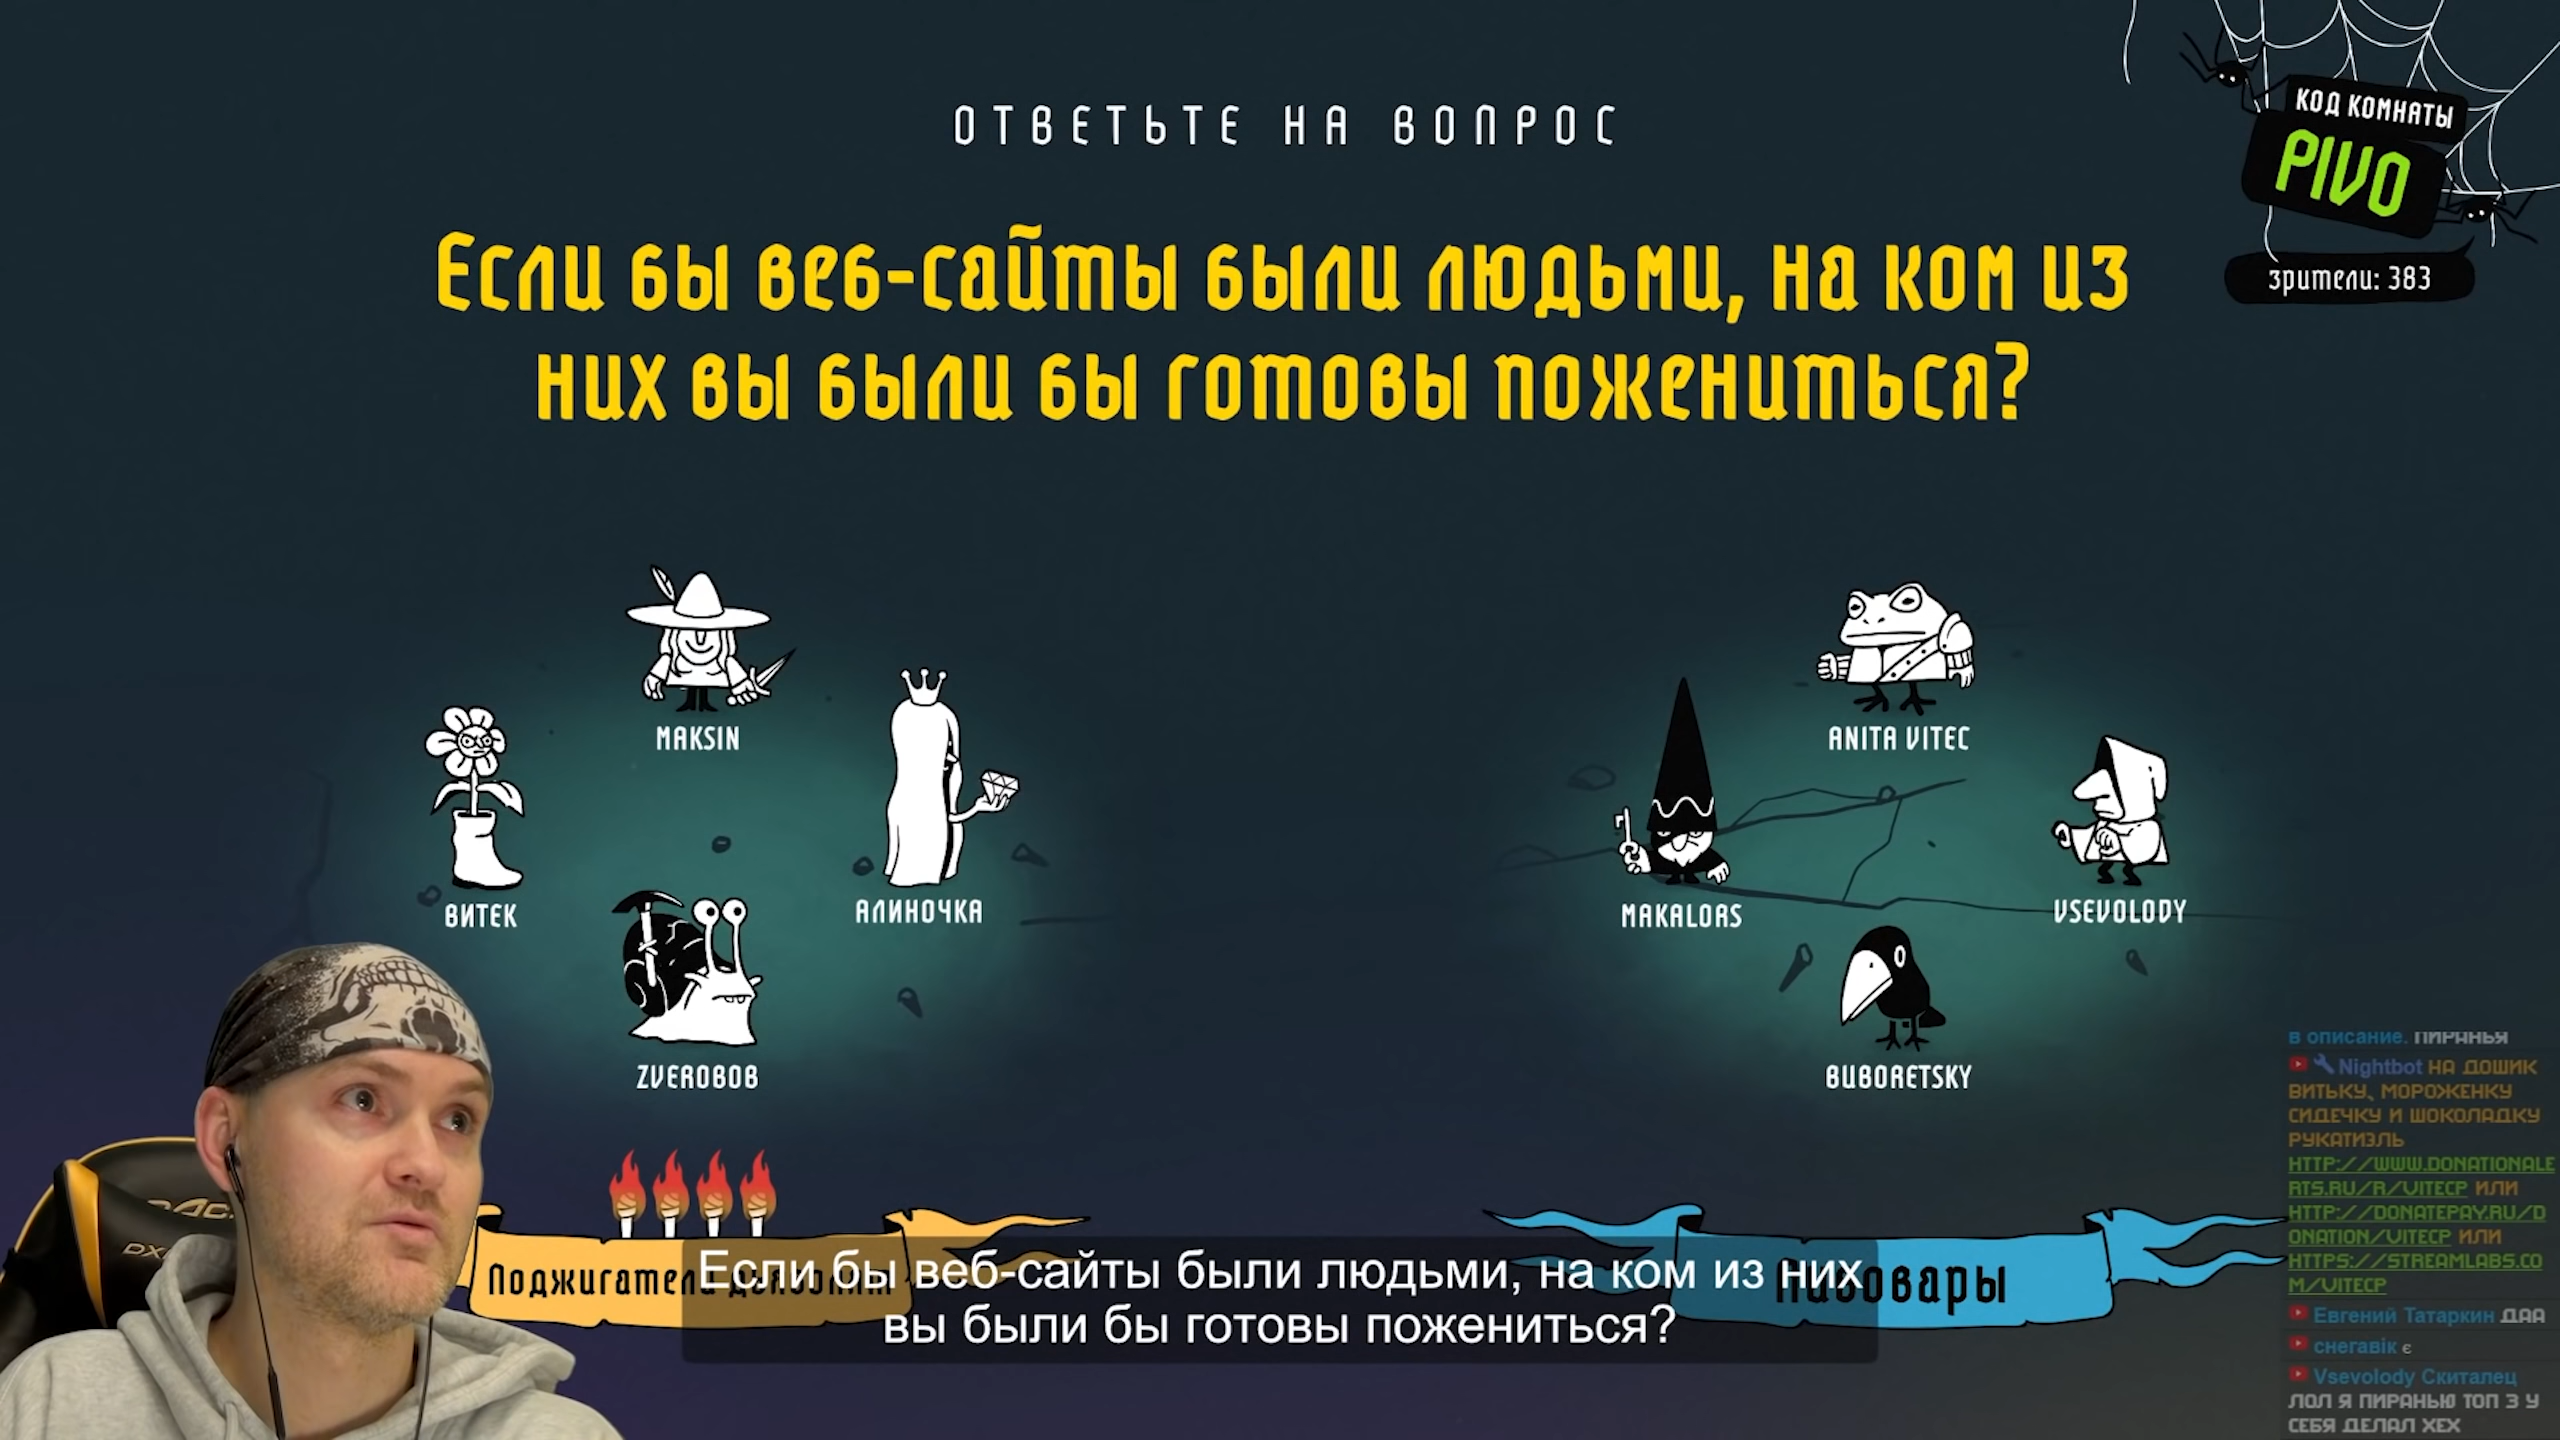 ОТВЕТЬТЕ НА ВОПРОС
Если бы веб-сайты были людьми, на ком из
них вы были бы готовы пожениться?
КОД КОМНАТЫ
PIVO
зрители: 383
MAKSIN
ВИТЕК
АЛИНОЧКА
ZVEROBOB
ANITA VITEC
MAKALORS
VSEVOLODY
BUBORETSKY
Поджигатели
Пивовары
Если бы веб-сайты были людьми, на ком из них
вы были бы готовы пожениться?
в описание. ПИРАНЬЯ
Nightbot НА ДОШИК
ВИТЬКУ, МОРОЖЕНКУ
СИДЕЧКУ И ШОКОЛАДКУ
РУКАТИЗЛЬ
HTTP://WWW.DONATIONALE
RTS.RU/R/VITECP ИЛИ
HTTP://DONATEPAY.RU/D
ONATION/VITECP ИЛИ
HTTPS://STREAMLABS.CO
M/VITECP
Евгений Татаркин ДАА
снегавік є
Vsevolody Скиталец
ЛОЛ Я ПИРАНЬЮ ТОП 3 У
СЕБЯ ДЕЛАЛ ХЕХ